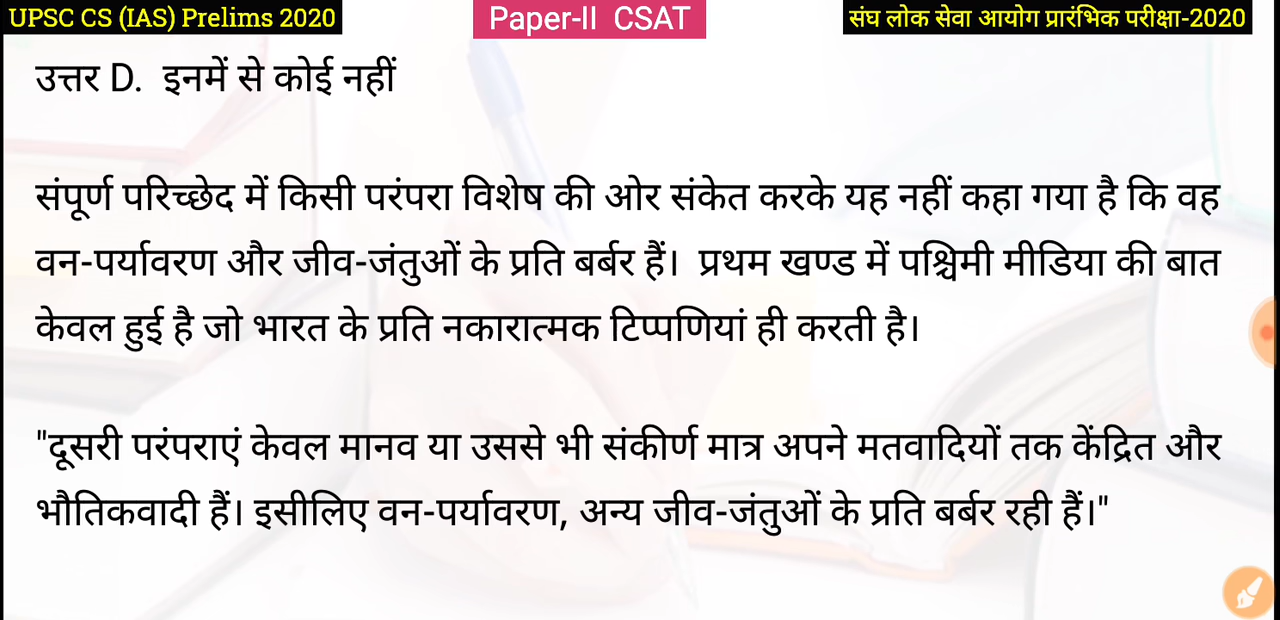 UPSC CS (IAS) Prelims 2020
Paper-II CSAT
संघ लोक सेवा आयोग प्रारंभिक परीक्षा-2020
उत्तर D. इनमें से कोई नहीं
संपूर्ण परिच्छेद में किसी परंपरा विशेष की ओर संकेत करके यह नहीं कहा गया है कि वह
वन-पर्यावरण और जीव-जंतुओं के प्रति बर्बर हैं। प्रथम खण्ड में पश्चिमी मीडिया की बात
केवल हुई है जो भारत के प्रति नकारात्मक टिप्पणियां ही करती है।
"दूसरी परंपराएं केवल मानव या उससे भी संकीर्ण मात्र अपने मतवादियों तक केंद्रित और
भौतिकवादी हैं। इसीलिए वन-पर्यावरण, अन्य जीव-जंतुओं के प्रति बर्बर रही हैं।"